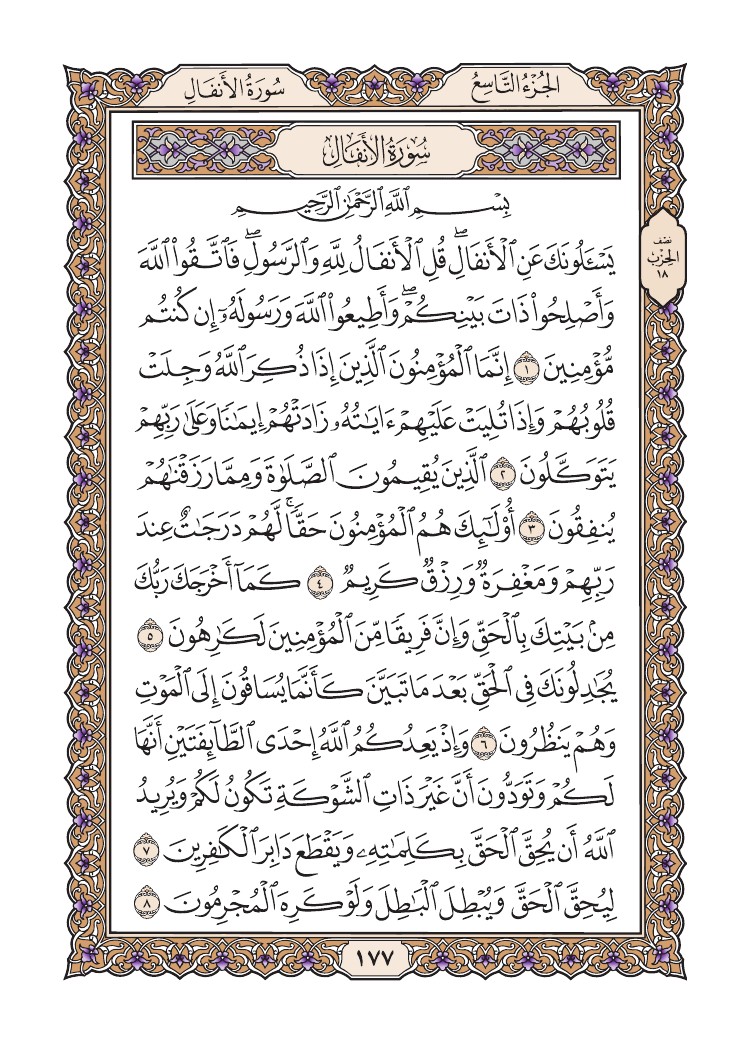 الجُزْءُ التَّاسِعُ
سُورَةُ الأَنفَالِ
سُورَةُ الأَنفَالِ
نصف
الحِزْب
١٨
بِسْمِ ٱللَّهِ ٱلرَّحْمَٰنِ ٱلرَّحِيمِ
يَسْـَٔلُونَكَ عَنِ ٱلْأَنفَالِۖ قُلِ ٱلْأَنفَالُ لِلَّهِ وَٱلرَّسُولِۖ فَٱتَّقُوا۟ ٱللَّهَ
وَأَصْلِحُوا۟ ذَاتَ بَيْنِكُمْۖ وَأَطِيعُوا۟ ٱللَّهَ وَرَسُولَهُۥٓ إِن كُنتُم
مُّؤْمِنِينَ ١ إِنَّمَا ٱلْمُؤْمِنُونَ ٱلَّذِينَ إِذَا ذُكِرَ ٱللَّهُ وَجِلَتْ
قُلُوبُهُمْ وَإِذَا تُلِيَتْ عَلَيْهِمْ ءَايَٰتُهُۥ زَادَتْهُمْ إِيمَٰنًا وَعَلَىٰ رَبِّهِمْ
يَتَوَكَّلُونَ ٢ ٱلَّذِينَ يُقِيمُونَ ٱلصَّلَوٰةَ وَمِمَّا رَزَقْنَٰهُمْ
يُنفِقُونَ ٣ أُو۟لَٰٓئِكَ هُمُ ٱلْمُؤْمِنُونَ حَقًّاۚ لَّهُمْ دَرَجَٰتٌ عِندَ
رَبِّهِمْ وَمَغْفِرَةٌ وَرِزْقٌ كَرِيمٌ ٤ كَمَآ أَخْرَجَكَ رَبُّكَ
مِنۢ بَيْتِكَ بِٱلْحَقِّ وَإِنَّ فَرِيقًا مِّنَ ٱلْمُؤْمِنِينَ لَكَٰرِهُونَ ٥
يُجَٰدِلُونَكَ فِى ٱلْحَقِّ بَعْدَ مَا تَبَيَّنَ كَأَنَّمَا يُسَاقُونَ إِلَى ٱلْمَوْتِ
وَهُمْ يَنظُرُونَ ٦ وَإِذْ يَعِدُكُمُ ٱللَّهُ إِحْدَى ٱلطَّآئِفَتَيْنِ أَنَّهَا
لَكُمْ وَتَوَدُّونَ أَنَّ غَيْرَ ذَاتِ ٱلشَّوْكَةِ تَكُونُ لَكُمْ وَيُرِيدُ
ٱللَّهُ أَن يُحِقَّ ٱلْحَقَّ بِكَلِمَٰتِهِۦ وَيَقْطَعَ دَابِرَ ٱلْكَٰفِرِينَ ٧
لِيُحِقَّ ٱلْحَقَّ وَيُبْطِلَ ٱلْبَٰطِلَ وَلَوْ كَرِهَ ٱلْمُجْرِمُونَ ٨
١٧٧